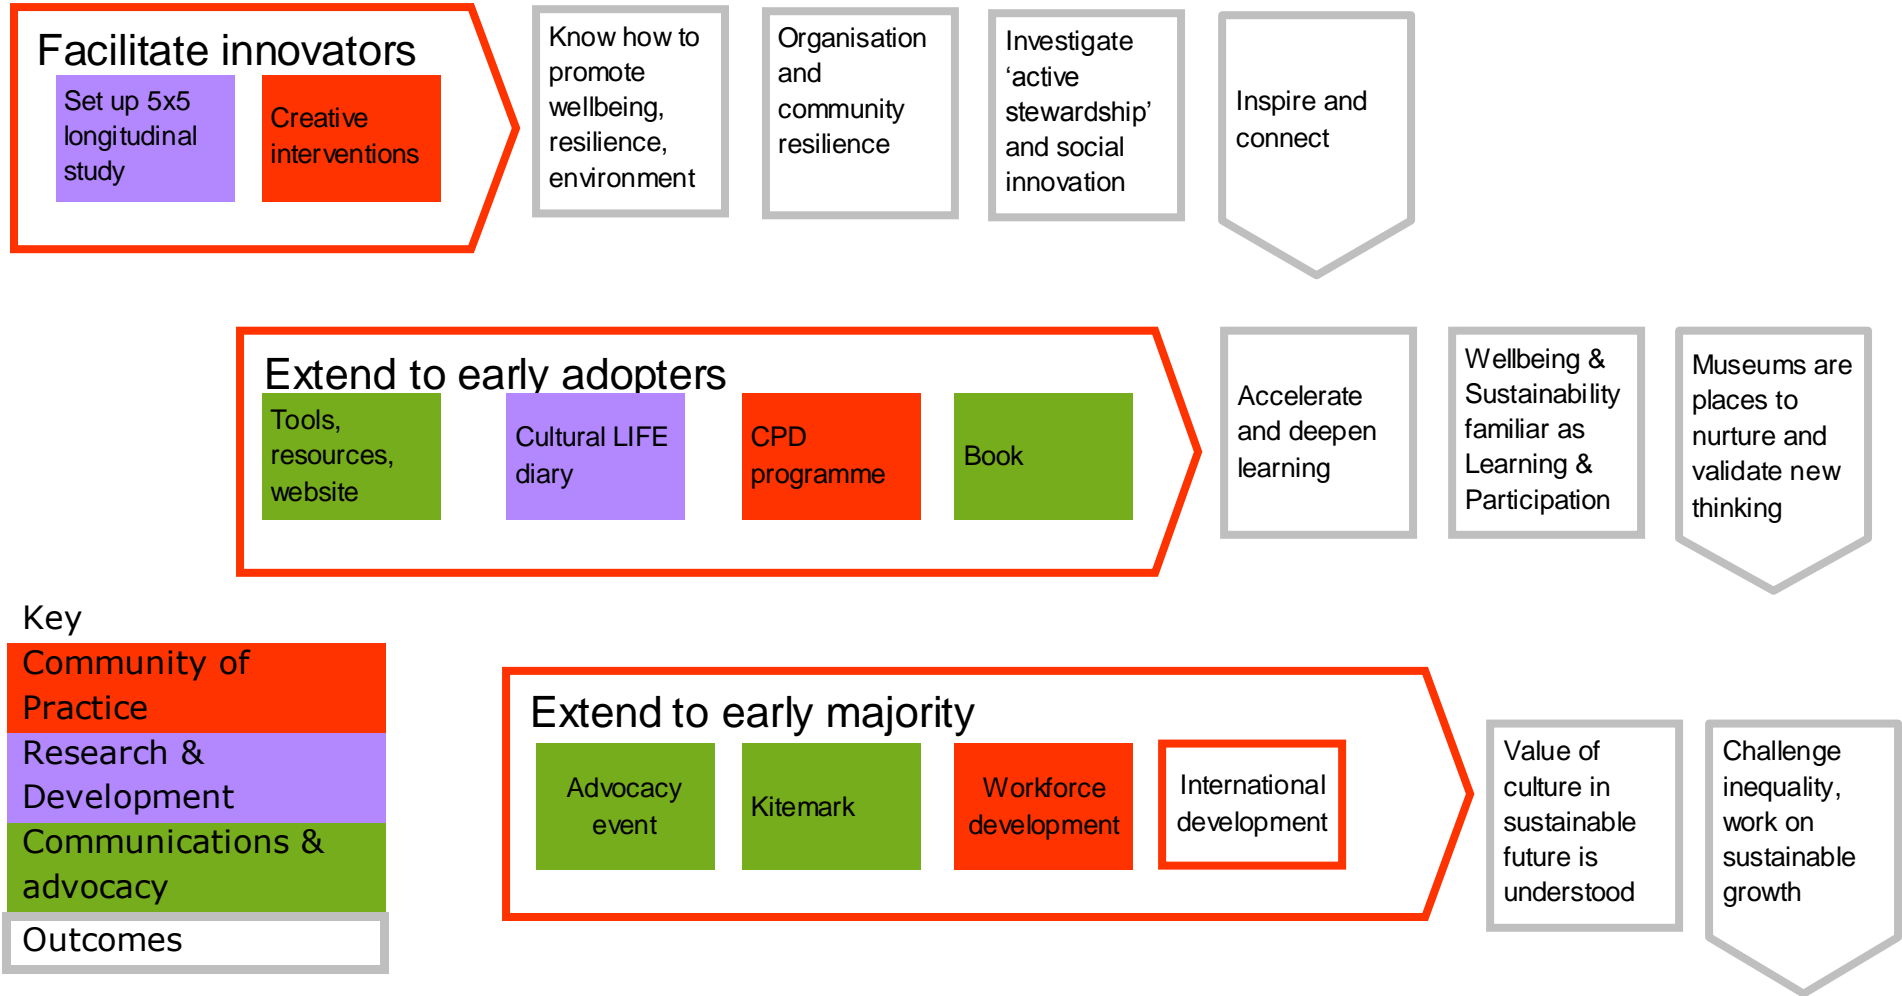 Facilitate innovators
Set up 5x5
longitudinal
study
Creative
interventions
Know how to
promote
wellbeing,
resilience,
environment
Organisation
and
community
resilience
Investigate
‘active
stewardship’
and social
innovation
Inspire and
connect
Extend to early adopters
Tools,
resources,
website
Cultural LIFE
diary
CPD
programme
Book
Accelerate
and deepen
learning
Wellbeing &
Sustainability
familiar as
Learning &
Participation
Museums are
places to
nurture and
validate new
thinking
Key
Community of
Practice
Research &
Development
Communications &
advocacy
Outcomes
Extend to early majority
Advocacy
event
Kitemark
Workforce
development
International
development
Value of
culture in
sustainable
future is
understood
Challenge
inequality,
work on
sustainable
growth